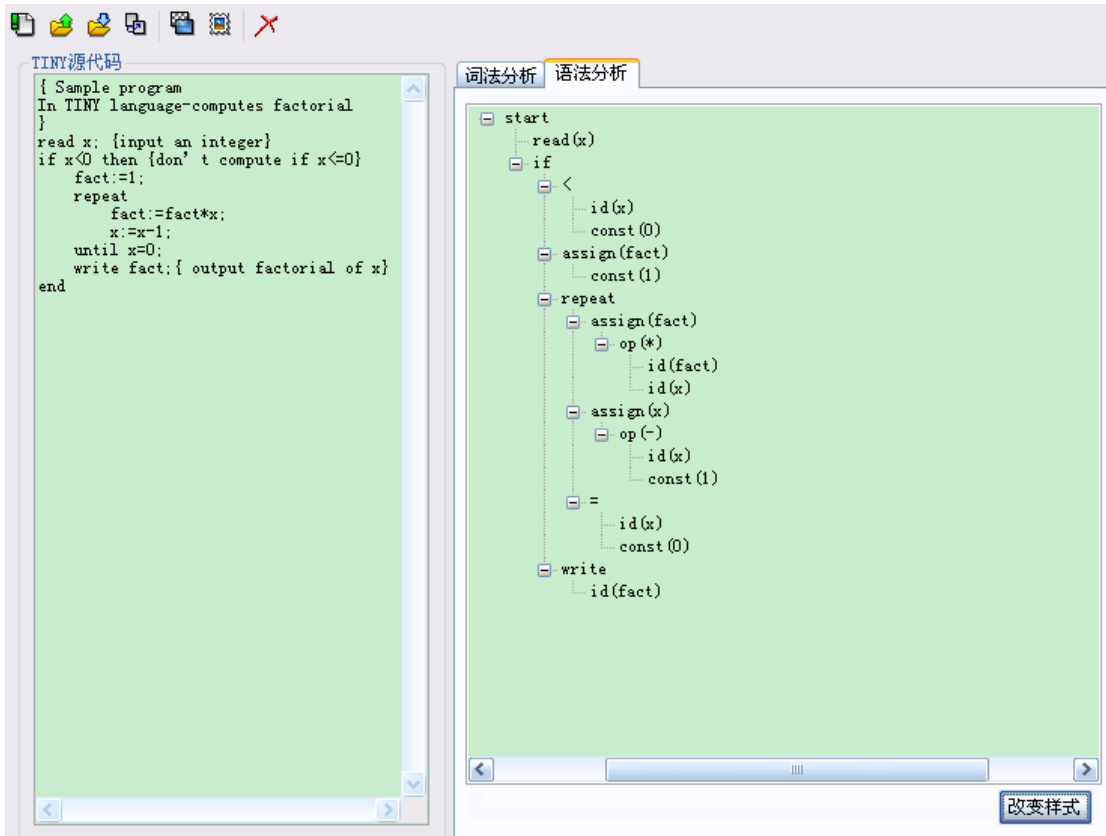 TINY源代码
{ Sample program
In TINY language-computes factorial
}
read x; {input an integer}
if x<0 then {don’t compute if x<=0}
fact:=1;
repeat
fact:=fact*x;
x:=x-1;
until x=0;
write fact;{ output factorial of x}
end
词法分析 语法分析
start
read(x)
if
<
id(x)
const(0)
assign(fact)
const(1)
repeat
assign(fact)
op(*)
id(fact)
id(x)
assign(x)
op(-)
id(x)
const(1)
=
id(x)
const(0)
write
id(fact)
改变样式